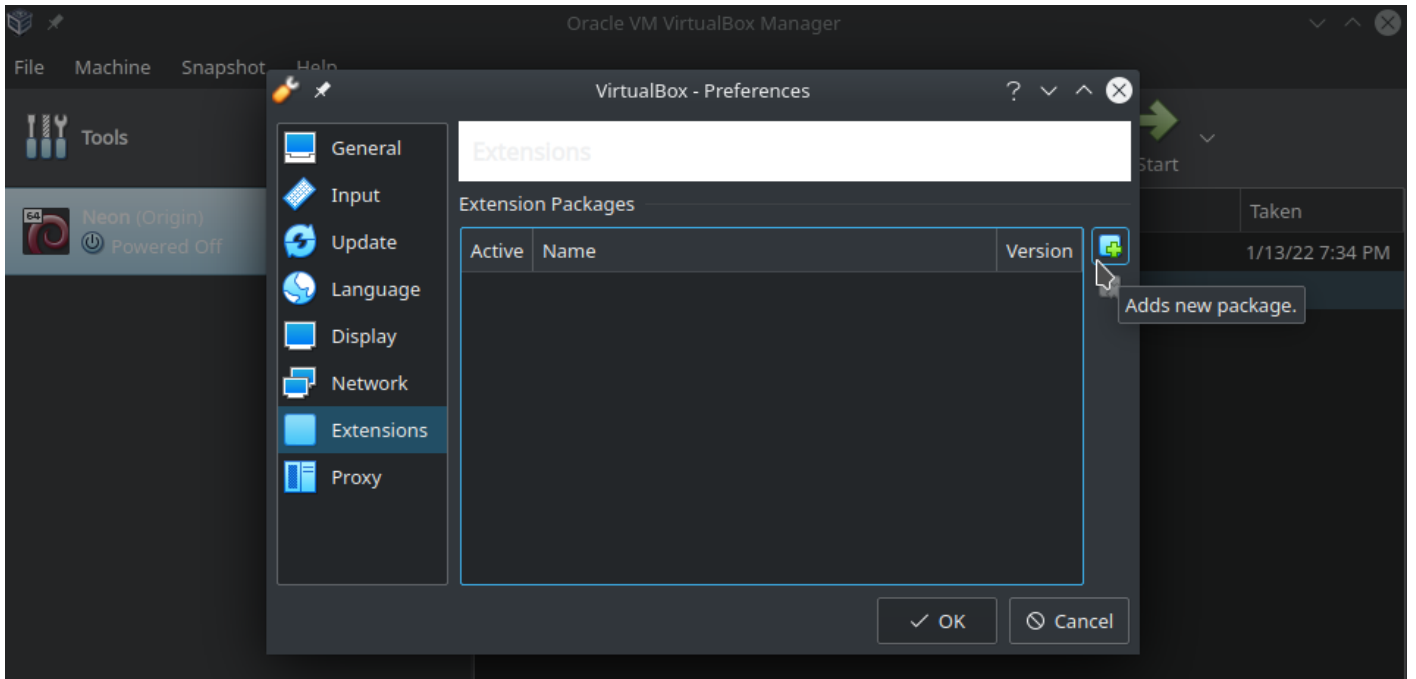 Oracle VM VirtualBox Manager
File Machine Snapshot Help
VirtualBox - Preferences
Tools
Start
64
Neon (Origin)
Powered Off
General
Input
Update
Language
Display
Network
Extensions
Proxy
Extensions
Extension Packages
Active Name Version
Adds new package.
Taken
1/13/22 7:34 PM
OK Cancel